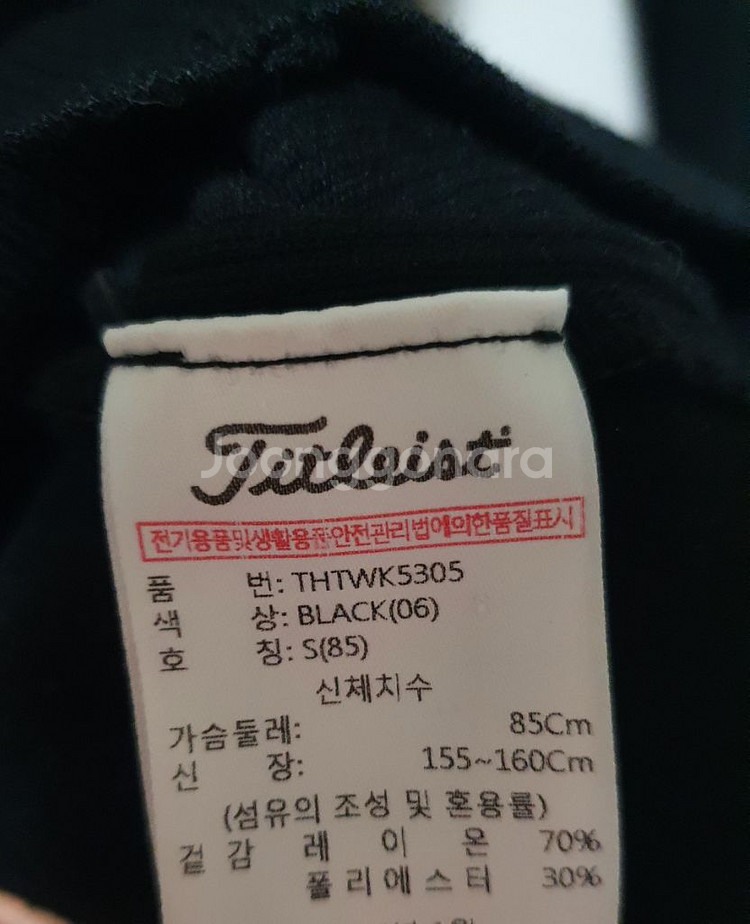 Titleist
Joonggonara
전기용품및생활용품안전관리법에의한품질표시
품 번: THTWK5305
색 상: BLACK(06)
호 칭: S(85)
신체치수
가슴둘레: 85Cm
신 장: 155~160Cm
(섬유의 조성 및 혼용률)
겉 감 레 이 온 70%
폴 리 에 스 터 30%